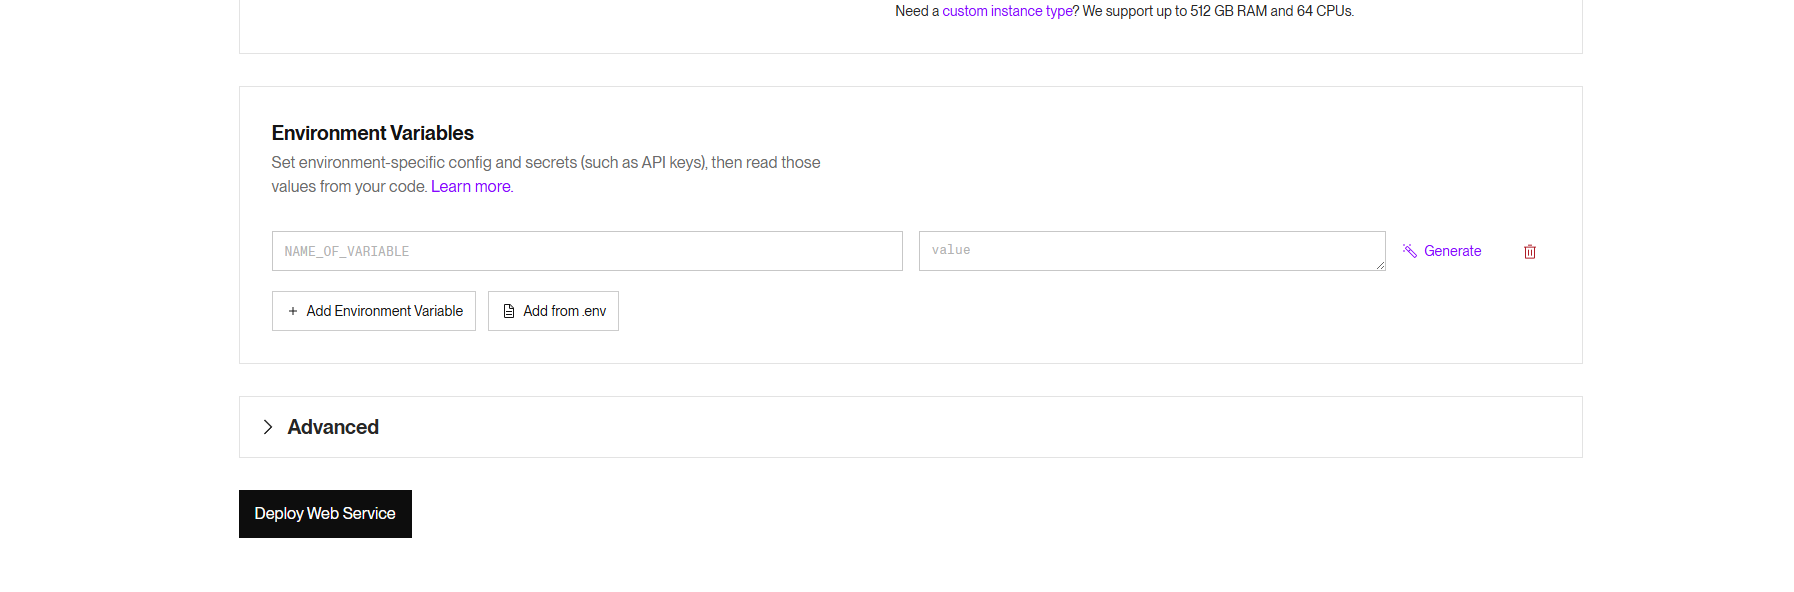 Need a custom instance type? We support up to 512 GB RAM and 64 CPUs.
Environment Variables
Set environment-specific config and secrets (such as API keys), then read those
values from your code. Learn more.
NAME_OF_VARIABLE
value
Generate
+ Add Environment Variable
Add from .env
Advanced
Deploy Web Service